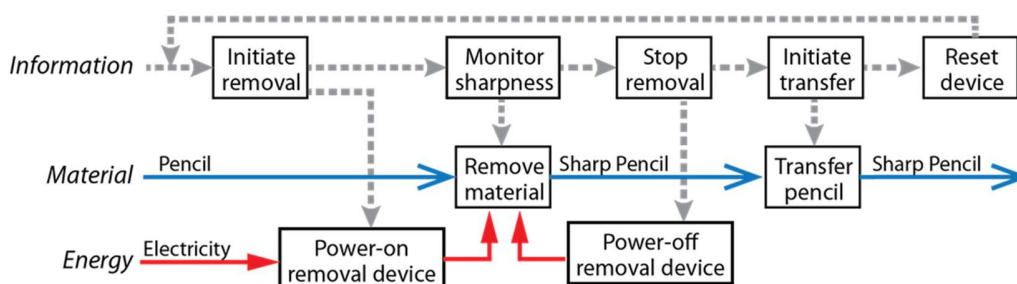 Information
Initiate
removal
Monitor
sharpness
Stop
removal
Initiate
transfer
Reset
device
Material
Pencil
Remove
material
Sharp Pencil
Transfer
pencil
Sharp Pencil
Energy
Electricity
Power-on
removal device
Power-off
removal device